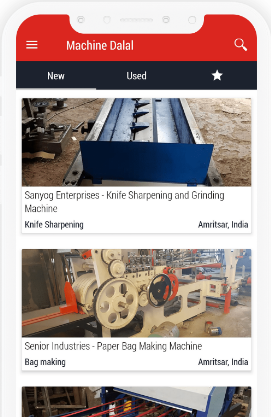 Machine Dalal
New Used
Sanyog Enterprises - Knife Sharpening and Grinding
Machine
Knife Sharpening Amritsar, India
Senior Industries - Paper Bag Making Machine
Bag making Amritsar, India